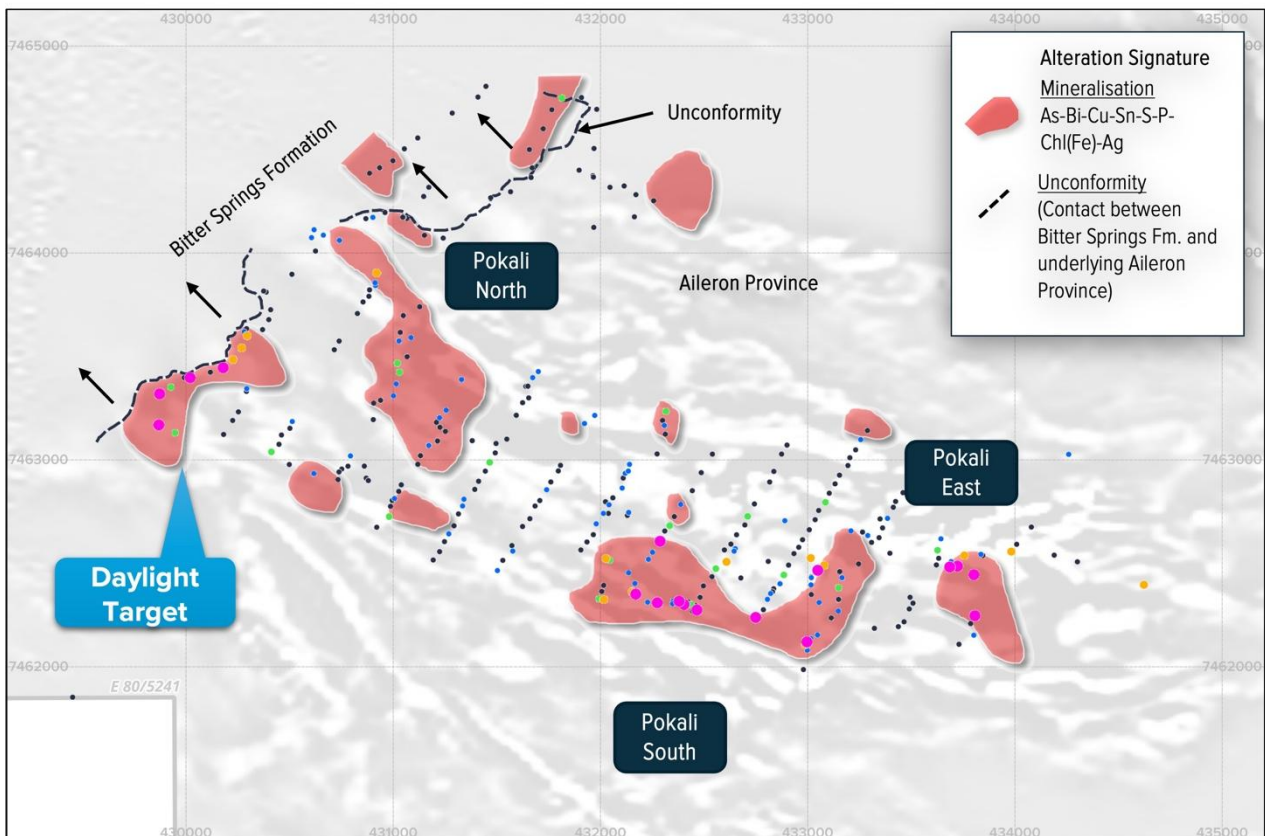 430000 431000 432000 433000 434000 435000
7465000
Alteration Signature
Mineralisation
As-Bi-Cu-Sn-S-P-
Chl(Fe)-Ag
Unconformity
(Contact between
Bitter Springs Fm. and
underlying Aileron
Province)
Unconformity
Bitter Springs Formation
7464000
Pokali
North
Aileron Province
7463000
Pokali
East
Daylight
Target
7462000
E 80/5241
Pokali
South
430000 431000 432000 433000 434000 435000